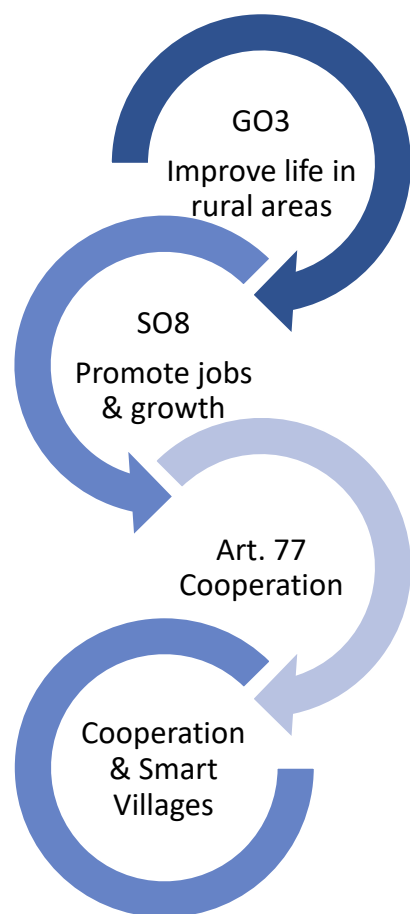 GO3
Improve life in
rural areas
SO8
Promote jobs
& growth
Art. 77
Cooperation
Cooperation
& Smart
Villages